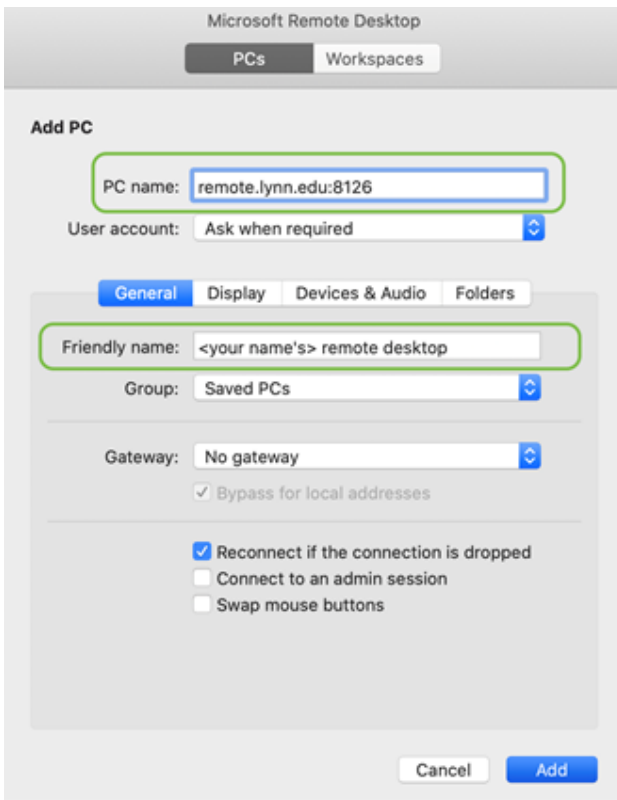 Microsoft Remote Desktop
PCs Workspaces
Add PC
PC name: remote.lynn.edu:8126
User account: Ask when required
General Display Devices & Audio Folders
Friendly name: <your name's> remote desktop
Group: Saved PCs
Gateway: No gateway
Bypass for local addresses
Reconnect if the connection is dropped
Connect to an admin session
Swap mouse buttons
Cancel Add